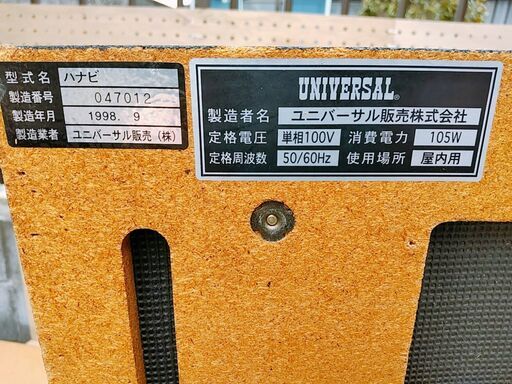 型式名 ハナビ
製造番号 047012
製造年月 1998. 9
製造業者 ユニバーサル販売(株)
UNIVERSAL®
製造者名 ユニバーサル販売株式会社
定格電圧 単相100V 消費電力 105W
定格周波数 50/60Hz 使用場所 屋内用